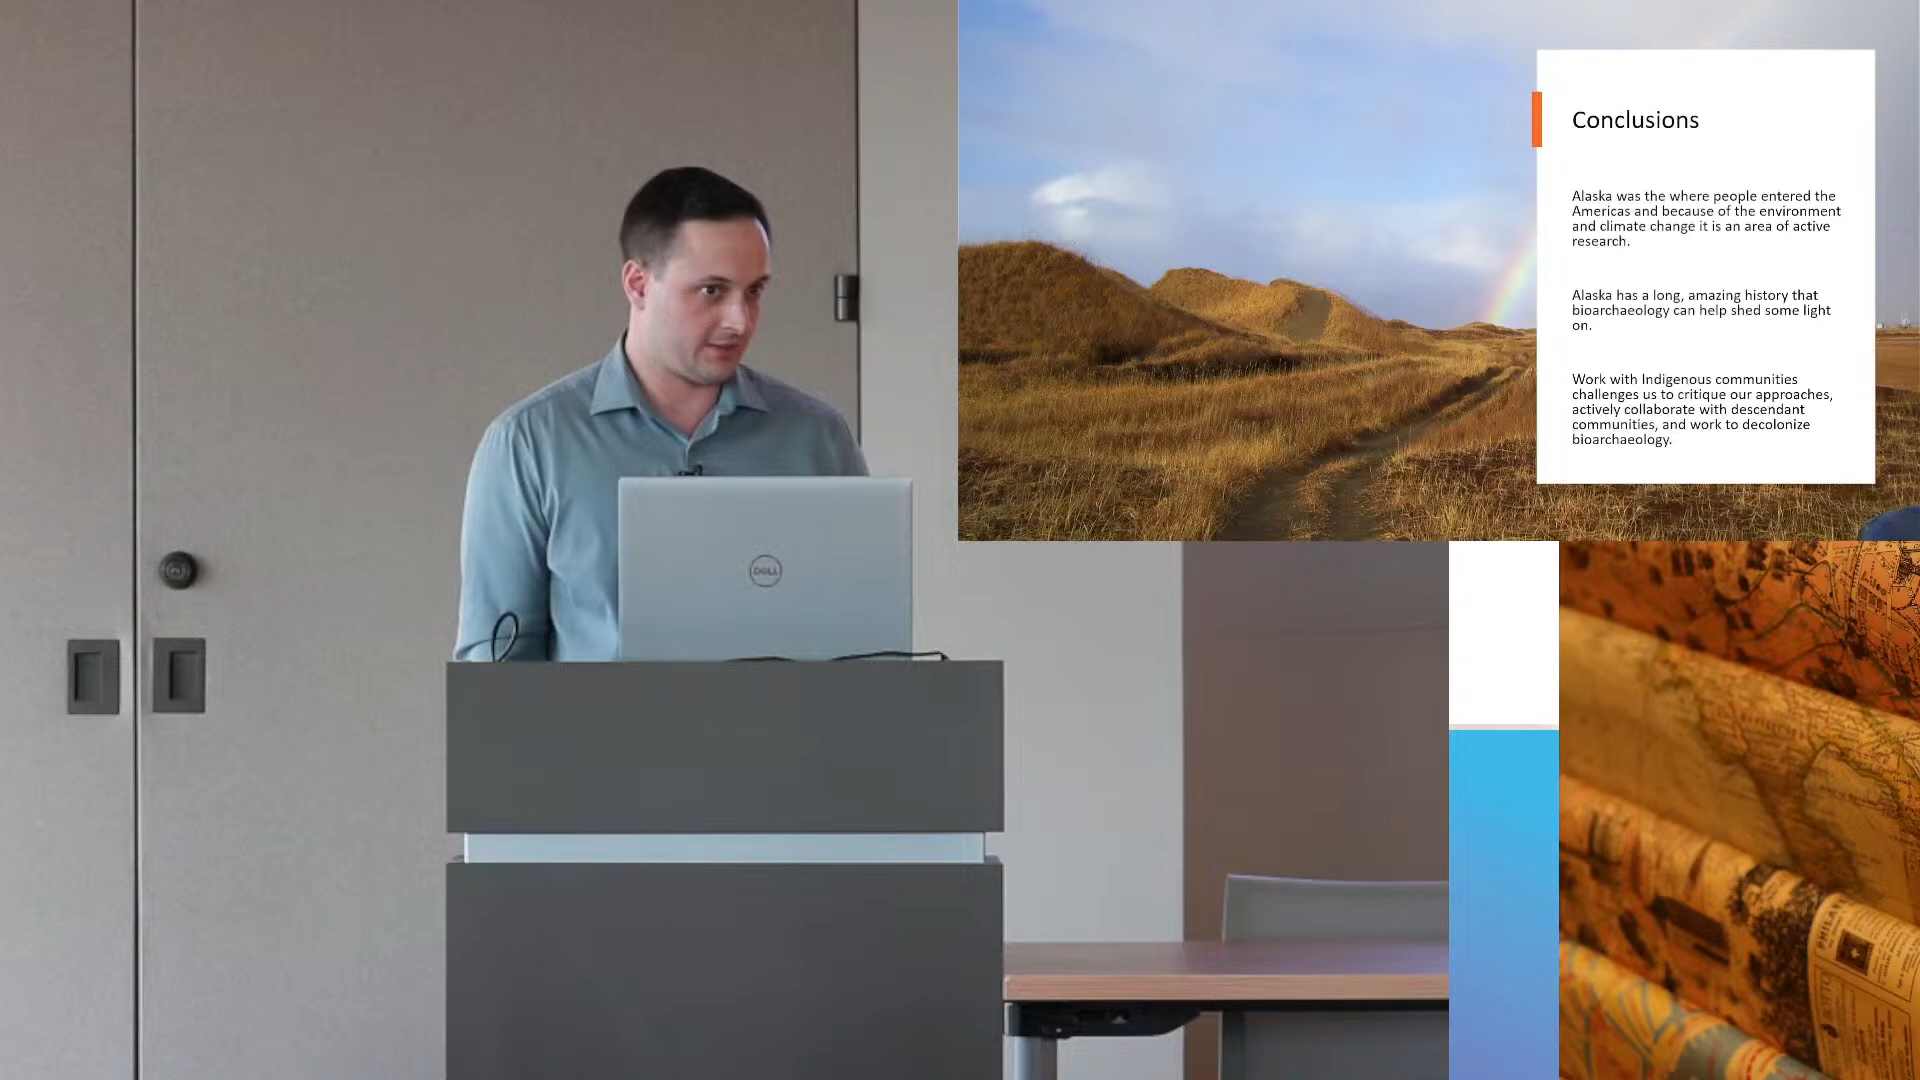 Conclusions
Alaska was the where people entered the
Americas and because of the environment
and climate change it is an area of active
research.
Alaska has a long, amazing history that
bioarchaeology can help shed some light
on.
Work with Indigenous communities
challenges us to critique our approaches,
actively collaborate with descendant
communities, and work to decolonize
bioarchaeology.
DELL